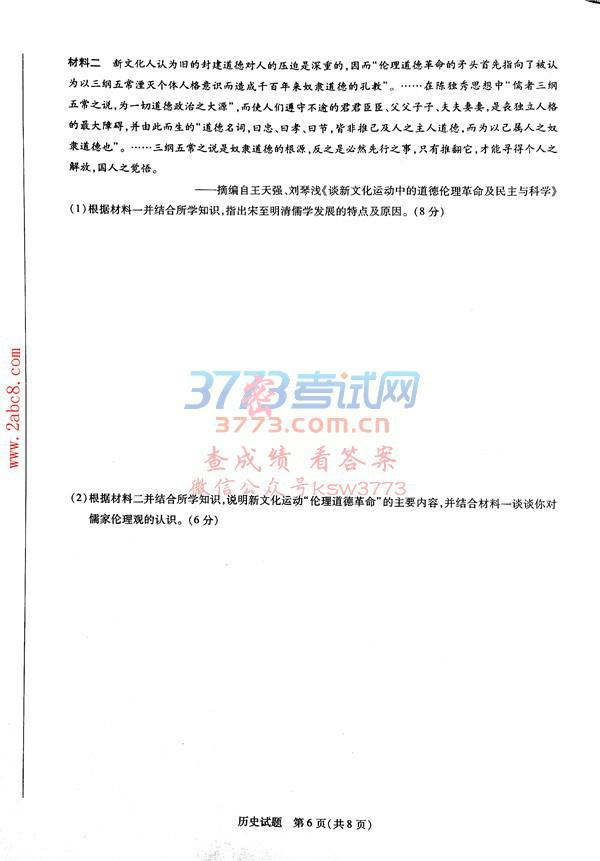 材料二 新文化人认为旧的封建道德对人的压迫是深重的,因而“伦理道德革命的矛头首先指向了被认
为以三纲五常湮灭个体人格意识而造成千百年来奴隶道德的孔教”。……在陈独秀思想中“儒者三纲
五常之说,为一切道德政治之大源”,而使人们遵守不逾的君君臣臣、父父子子、夫夫妻妻,是丧独立人格
的最大障碍,并由此而生的“道德名词,曰忠、曰孝、曰节,皆非推己及人之主人道德,而为以己属人之奴
隶道德也”。……三纲五常之说是奴隶道德的根源,反之是必然先行之事,只有推翻它,才能寻得个人之
解放,国人之觉悟。
——摘编自王天强、刘琴浅《谈新文化运动中的道德伦理革命及民主与科学》
(1)根据材料一并结合所学知识,指出宋至明清儒学发展的特点及原因。(8分)
www.2abc8.com
3773考试网
密
3773.com.cn
查成绩 看答案
微信公众号Ksw3773
(2)根据材料二并结合所学知识,说明新文化运动“伦理道德革命”的主要内容,并结合材料一谈谈你对
儒家伦理观的认识。(6分)
历史试题 第6页(共8页)